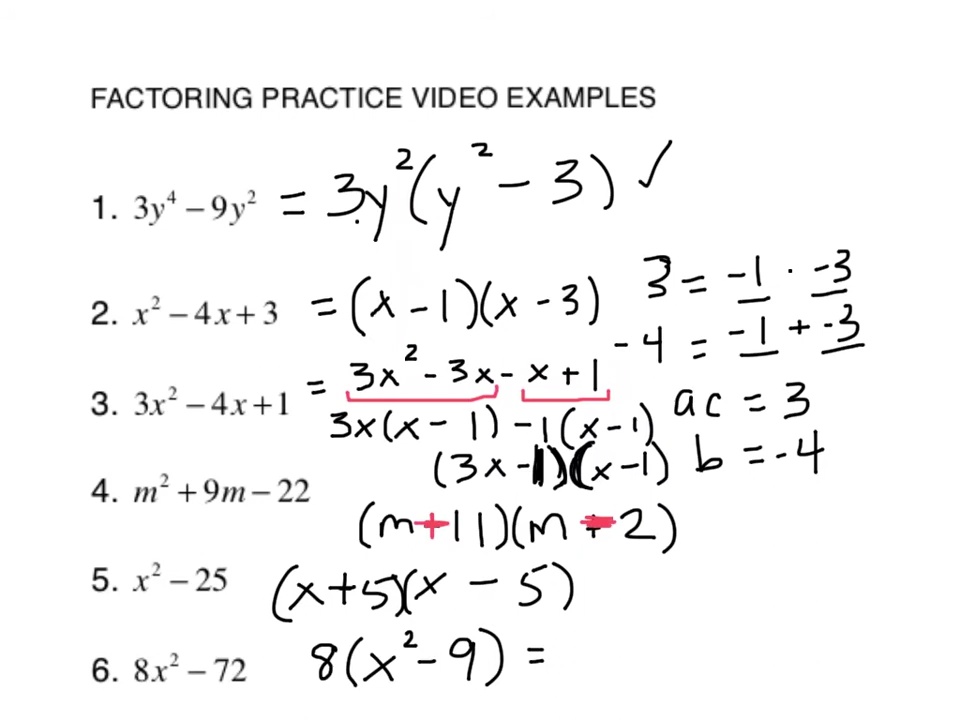 FACTORING PRACTICE VIDEO EXAMPLES
1. 3y⁴ – 9y² = 3y²(y² – 3) ✓
3 = -1 · -3
2. x² – 4x + 3 = (x – 1)(x – 3)
-4 = -1 + -3
= 3x² - 3x - x + 1
3. 3x² – 4x + 1
ac = 3
3x(x – 1) -1(x – 1)
b = -4
(3x - 1)(x – 1)
4. m² + 9m – 22
(m + 11)(m - 2)
5. x² – 25 (x + 5)(x – 5)
6. 8x² – 72 8(x² - 9) =